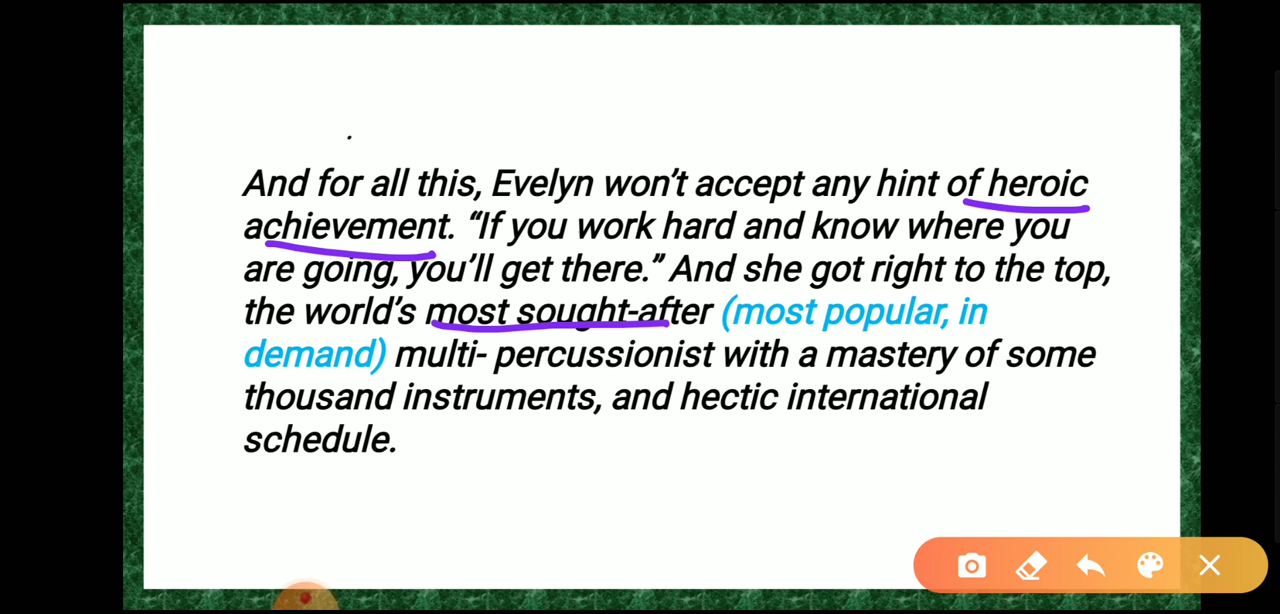 And for all this, Evelyn won’t accept any hint of heroic
achievement. “If you work hard and know where you
are going, you’ll get there.” And she got right to the top,
the world’s most sought-after (most popular, in
demand) multi- percussionist with a mastery of some
thousand instruments, and hectic international
schedule.